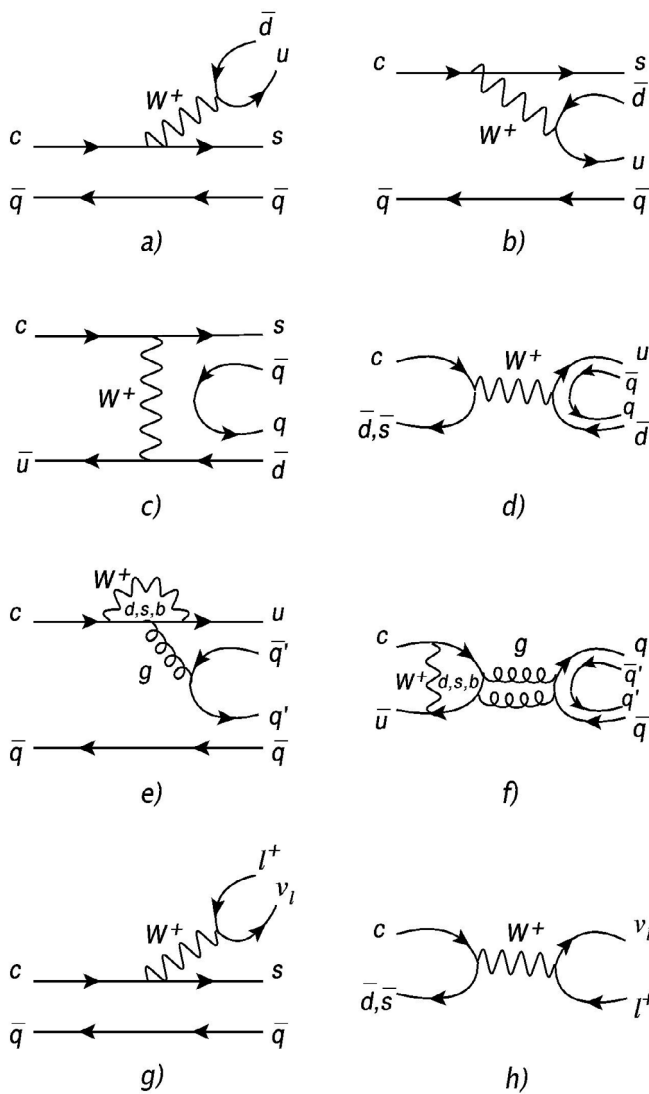 d̅
u
W⁺
c s
q̅ q̅
a)
c s
d̅
W⁺
u
q̅ q̅
b)
c s
q̅
W⁺
q
u̅ d̅
c)
c W⁺ u
q̅
q
d̅,s̅ d̅
d)
W⁺
c d,s,b u
q̅'
g
q'
q̅ q̅
e)
c g q
q̅'
W⁺ d,s,b
q'
u̅ q̅
f)
l⁺
ν_l
W⁺
c s
q̅ q̅
g)
c W⁺ ν_l
d̅,s̅ l⁺
h)